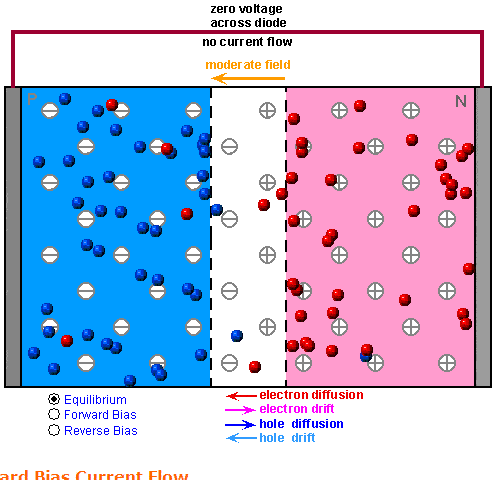 zero voltage
across diode
no current flow
moderate field
P
N
Equilibrium
Forward Bias
Reverse Bias
electron diffusion
electron drift
hole diffusion
hole drift
ard Bias Current Flow